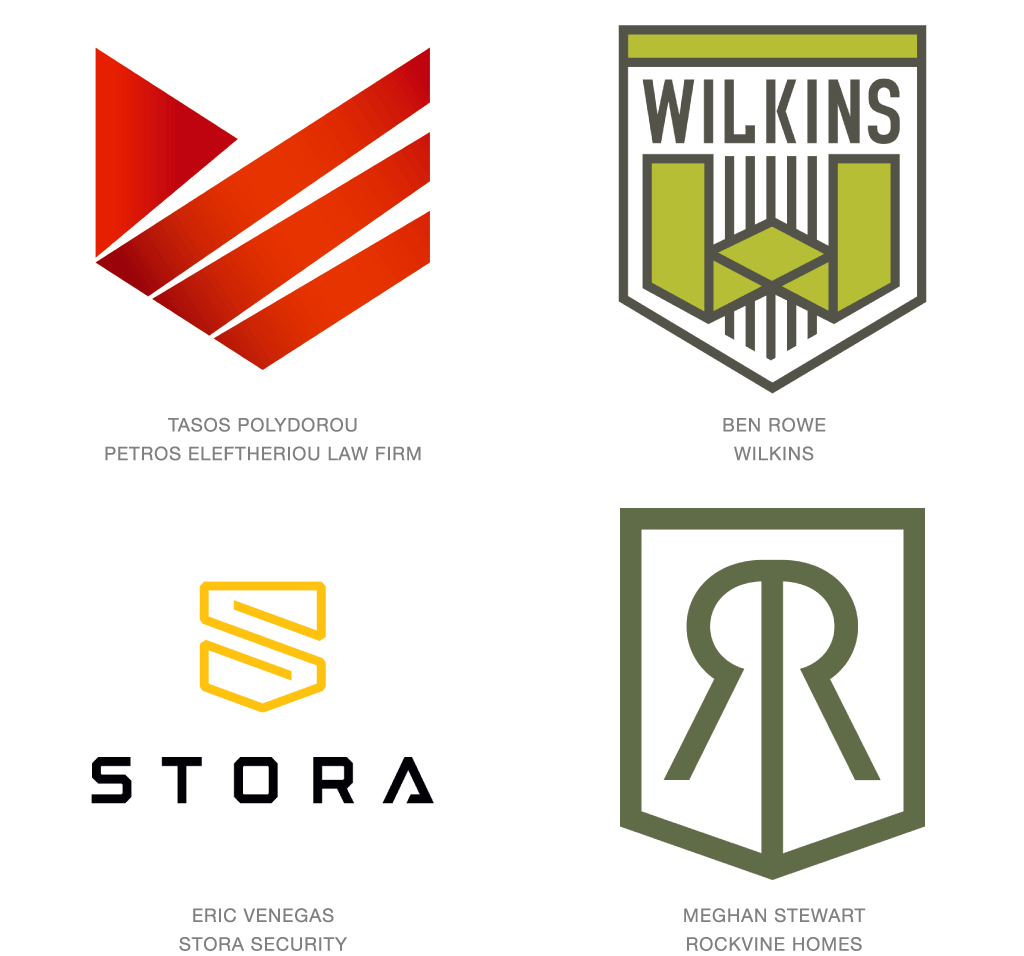 WILKINS
TASOS POLYDOROU
PETROS ELEFTHERIOU LAW FIRM
BEN ROWE
WILKINS
STORA
ERIC VENEGAS
STORA SECURITY
MEGHAN STEWART
ROCKVINE HOMES